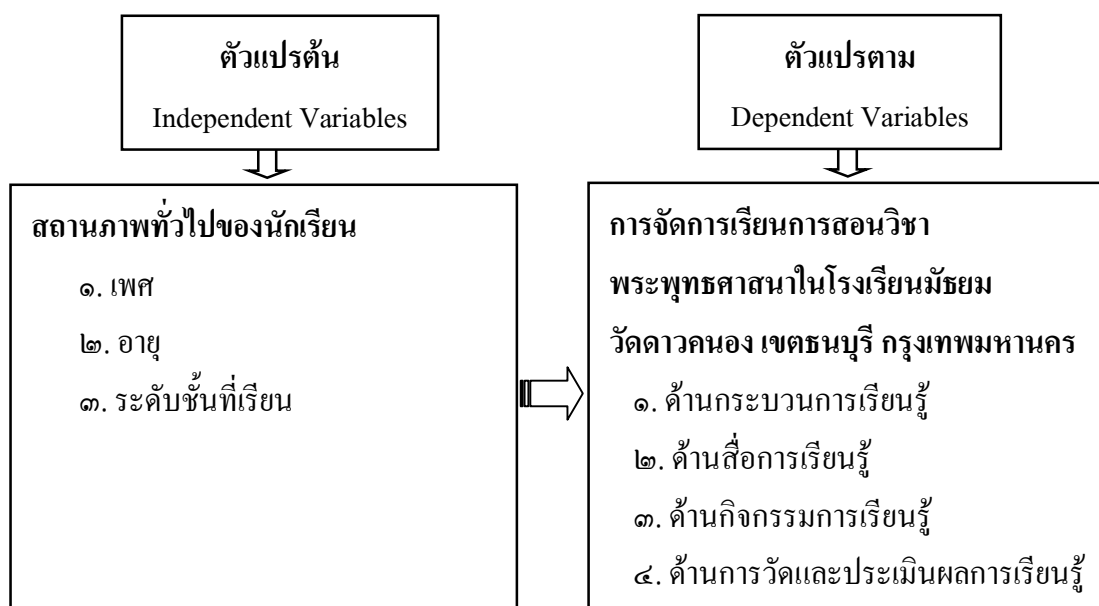 ตัวแปรต้น
Independent Variables
สถานภาพทั่วไปของนักเรียน
๑. เพศ
๒. อายุ
๓. ระดับชั้นที่เรียน
ตัวแปรตาม
Dependent Variables
การจัดการเรียนการสอนวิชา
พระพุทธศาสนาในโรงเรียนมัธยม
วัดดาวคนอง เขตธนบุรี กรุงเทพมหานคร
๑. ด้านกระบวนการเรียนรู้
๒. ด้านสื่อการเรียนรู้
๓. ด้านกิจกรรมการเรียนรู้
๔. ด้านการวัดและประเมินผลการเรียนรู้